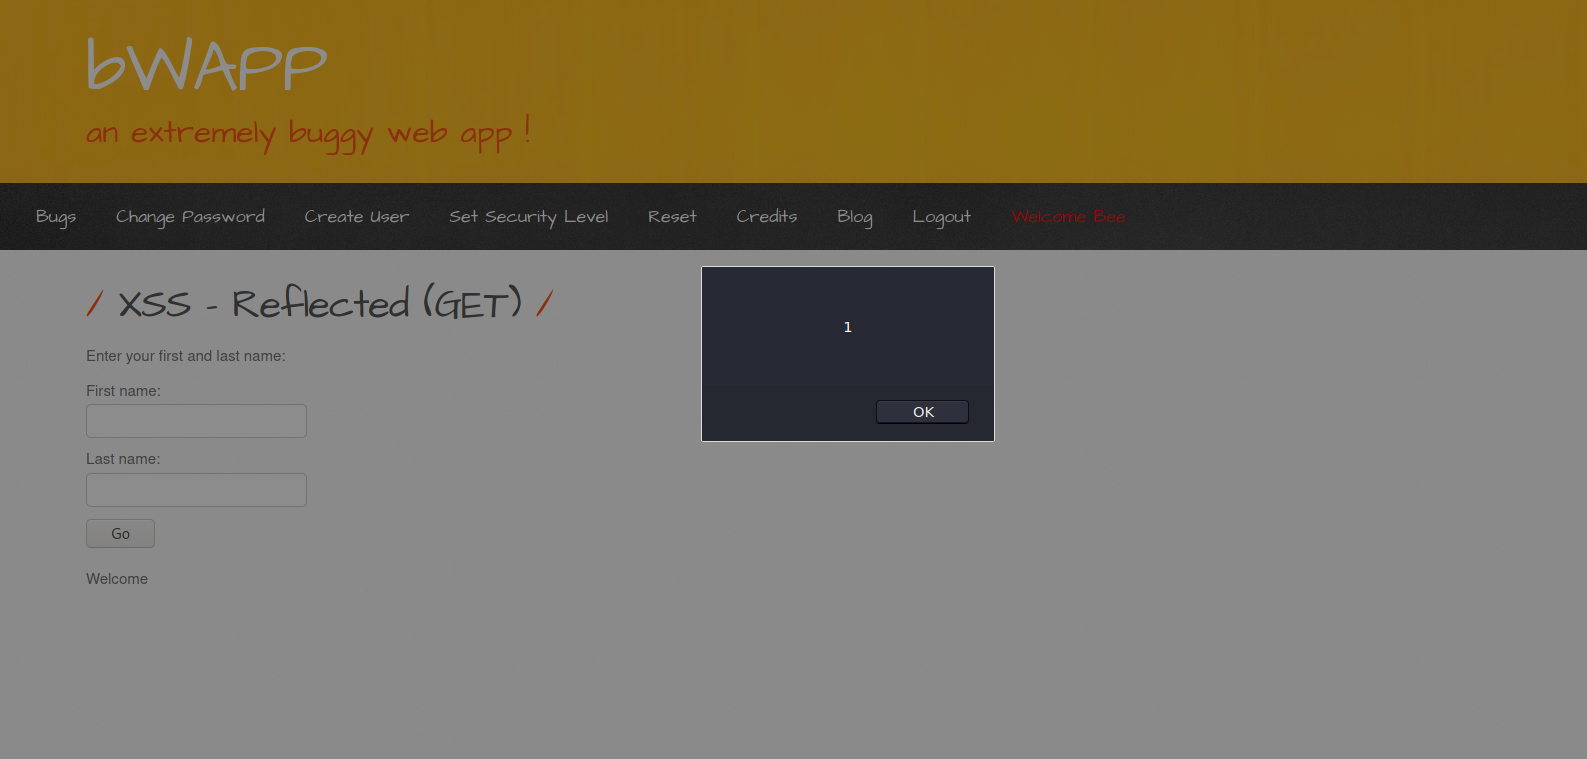 bWAPP
an extremely buggy web app !
Bugs Change Password Create User Set Security Level Reset Credits Blog Logout Welcome Bee
/ XSS - Reflected (GET) /
Enter your first and last name:
First name:
Last name:
Go
Welcome
1
OK